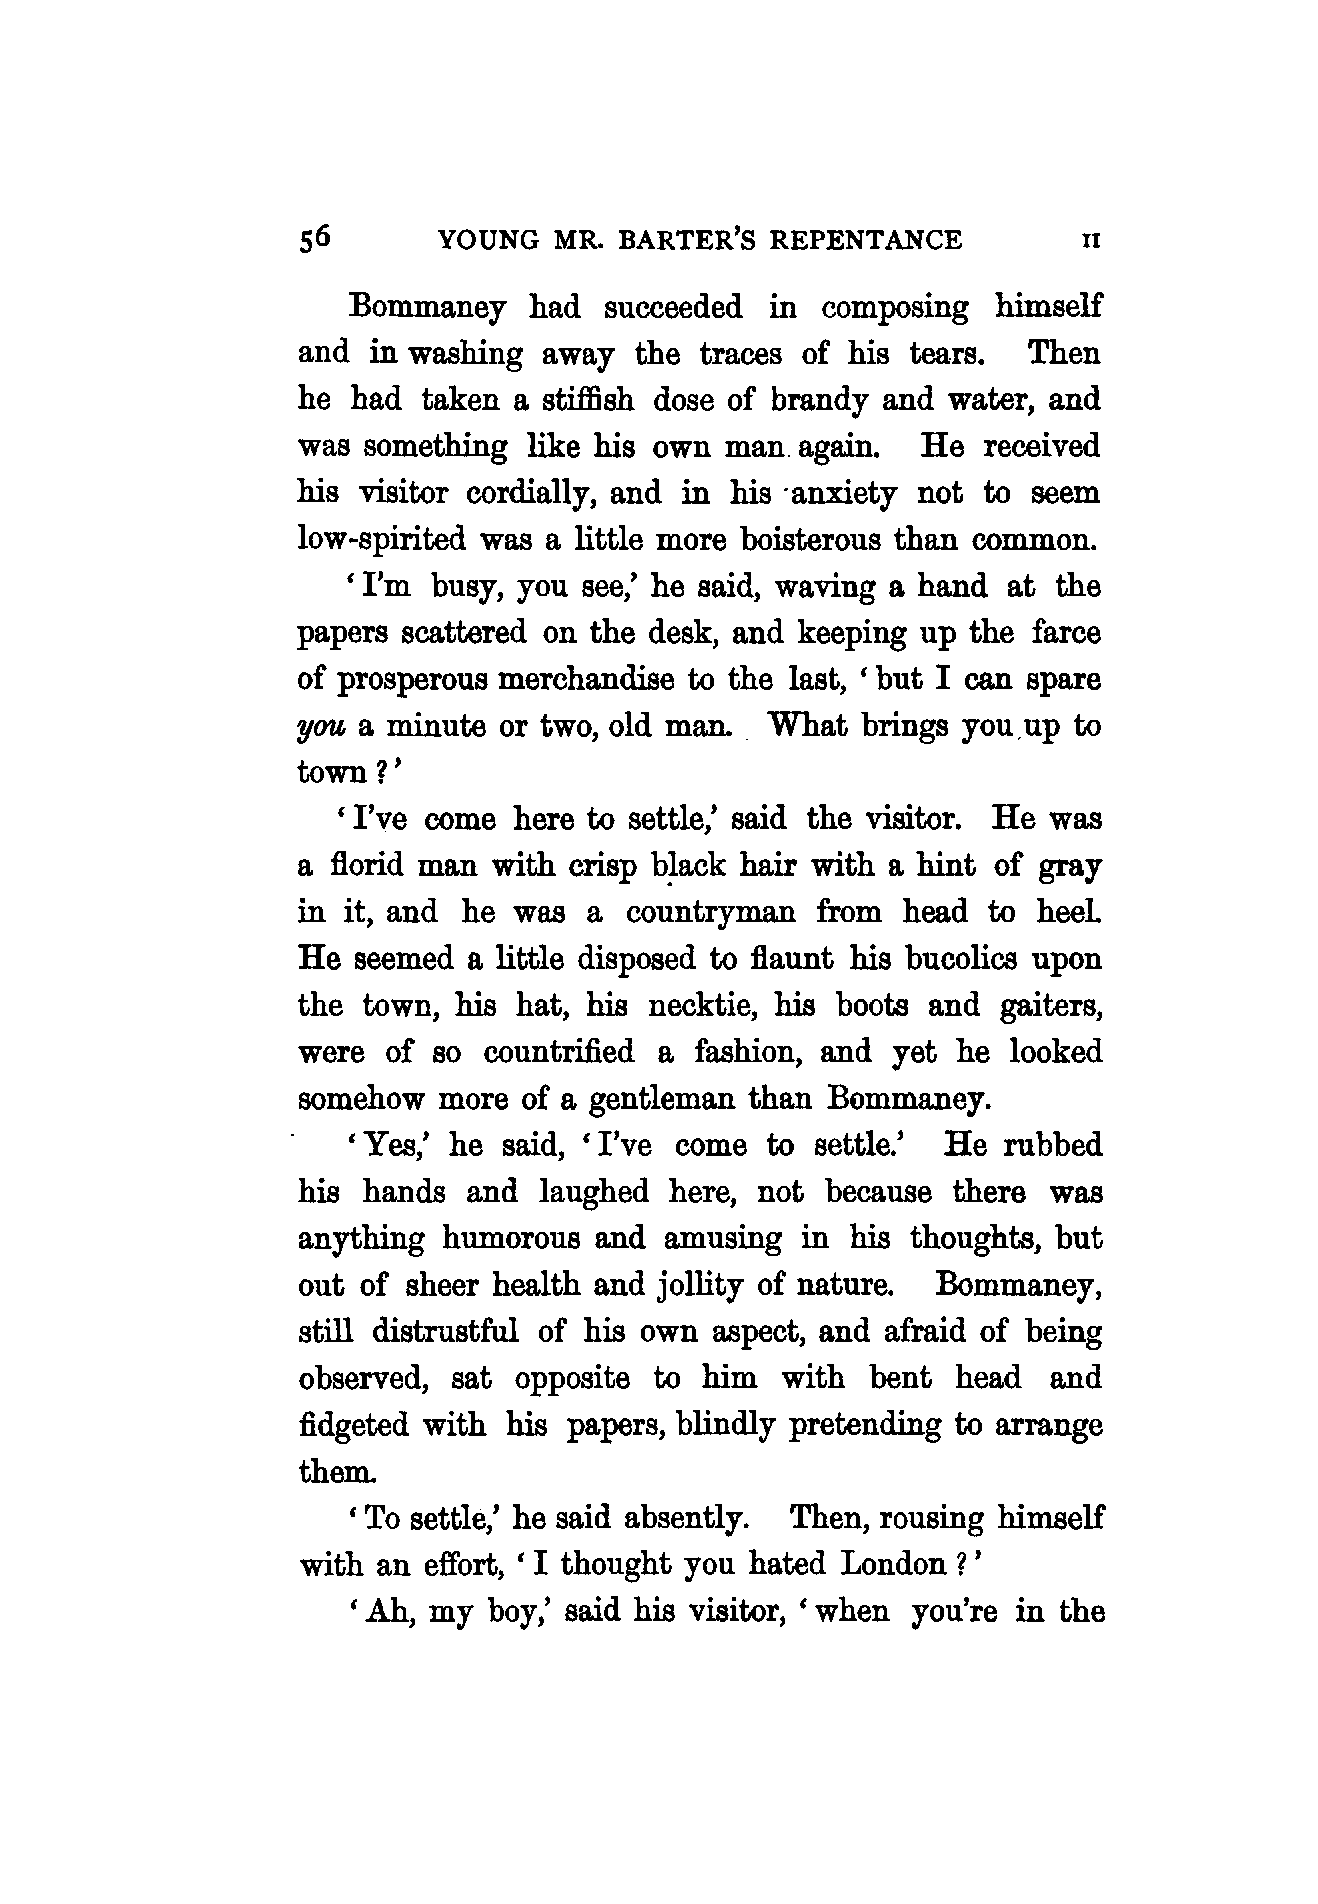 56 YOUNG MR. BARTER'S REPENTANCE II
Bommaney had succeeded in composing himself
and in washing away the traces of his tears. Then
he had taken a stiffish dose of brandy and water, and
was something like his own man again. He received
his visitor cordially, and in his anxiety not to seem
low-spirited was a little more boisterous than common.
‘I'm busy, you see,’ he said, waving a hand at the
papers scattered on the desk, and keeping up the farce
of prosperous merchandise to the last, ‘but I can spare
you a minute or two, old man. What brings you up to
town?’
‘I've come here to settle,’ said the visitor. He was
a florid man with crisp black hair with a hint of gray
in it, and he was a countryman from head to heel.
He seemed a little disposed to flaunt his bucolics upon
the town, his hat, his necktie, his boots and gaiters,
were of so countrified a fashion, and yet he looked
somehow more of a gentleman than Bommaney.
‘Yes,’ he said, ‘I've come to settle.’ He rubbed
his hands and laughed here, not because there was
anything humorous and amusing in his thoughts, but
out of sheer health and jollity of nature. Bommaney,
still distrustful of his own aspect, and afraid of being
observed, sat opposite to him with bent head and
fidgeted with his papers, blindly pretending to arrange
them.
‘To settle,’ he said absently. Then, rousing himself
with an effort, ‘I thought you hated London?’
‘Ah, my boy,’ said his visitor, ‘when you're in the